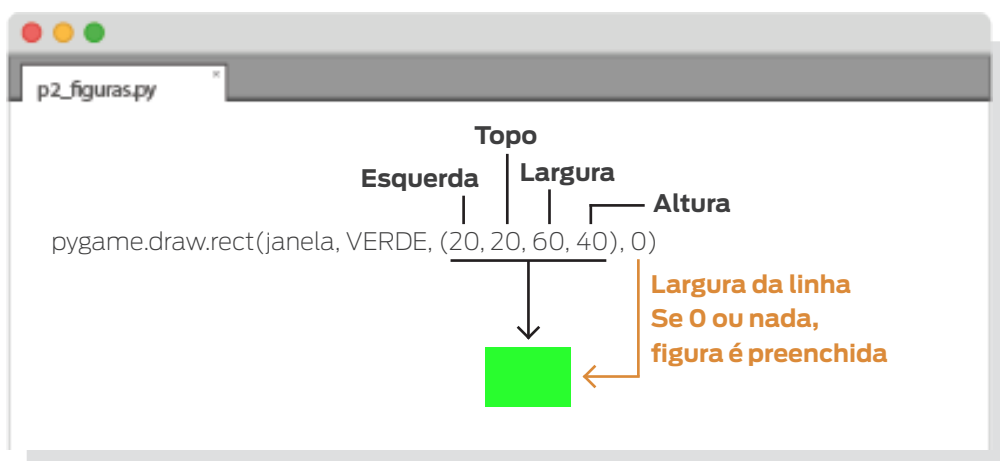 p2_figuras.py
×
Topo
Esquerda
Largura
Altura
pygame.draw.rect(janela, VERDE, (20, 20, 60, 40), 0)
Largura da linha
Se 0 ou nada,
figura é preenchida